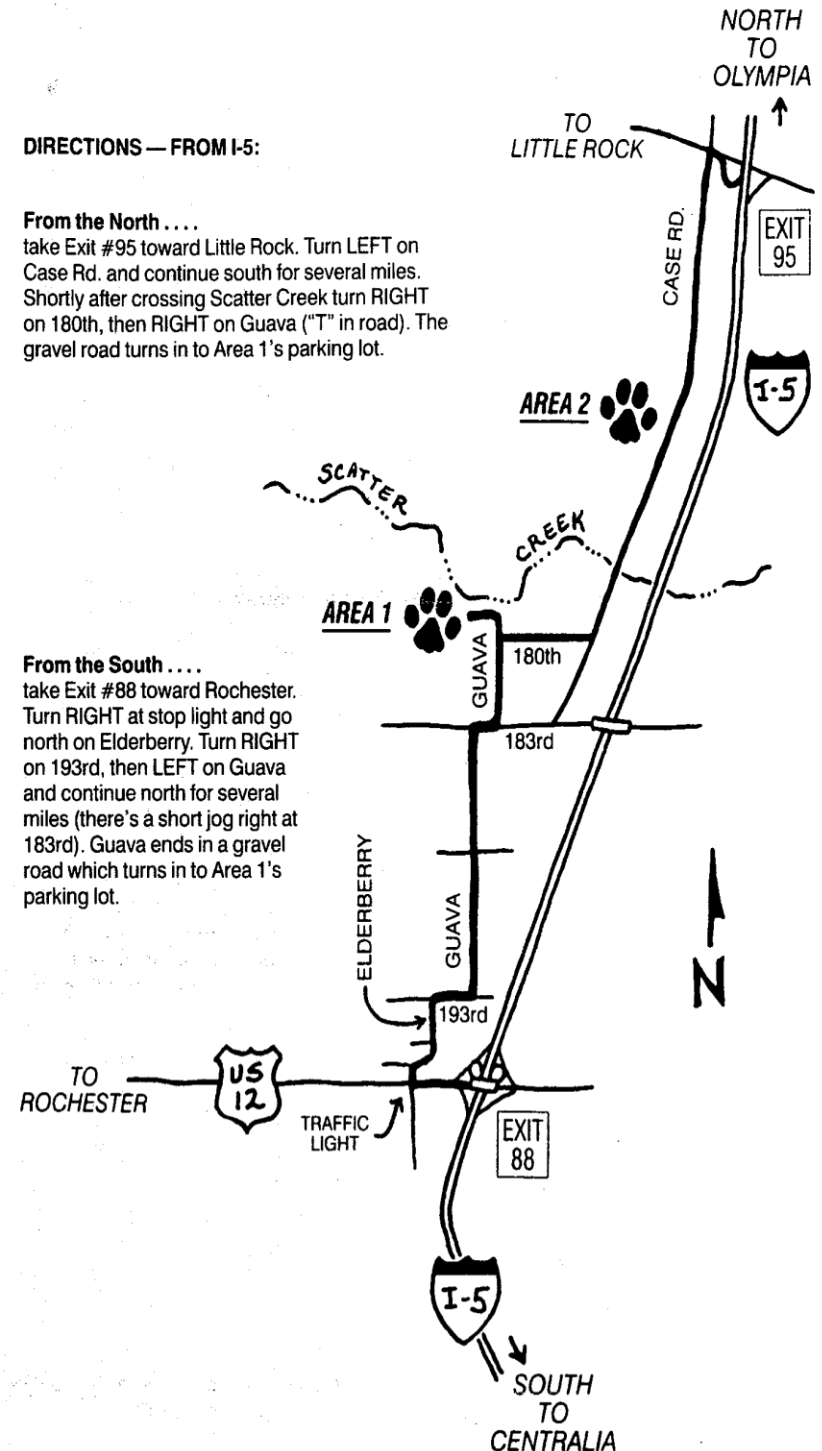 NORTH
TO
OLYMPIA
TO
LITTLE ROCK
DIRECTIONS — FROM I-5:
From the North . . . .
take Exit #95 toward Little Rock. Turn LEFT on
Case Rd. and continue south for several miles.
Shortly after crossing Scatter Creek turn RIGHT
on 180th, then RIGHT on Guava ("T" in road). The
gravel road turns in to Area 1's parking lot.
CASE RD.
EXIT
95
I-5
AREA 2
SCATTER
CREEK
AREA 1
GUAVA
180th
183rd
From the South . . . .
take Exit #88 toward Rochester.
Turn RIGHT at stop light and go
north on Elderberry. Turn RIGHT
on 193rd, then LEFT on Guava
and continue north for several
miles (there's a short jog right at
183rd). Guava ends in a gravel
road which turns in to Area 1's
parking lot.
ELDERBERRY
GUAVA
N
193rd
TO
ROCHESTER
US
12
TRAFFIC
LIGHT
EXIT
88
I-5
SOUTH
TO
CENTRALIA